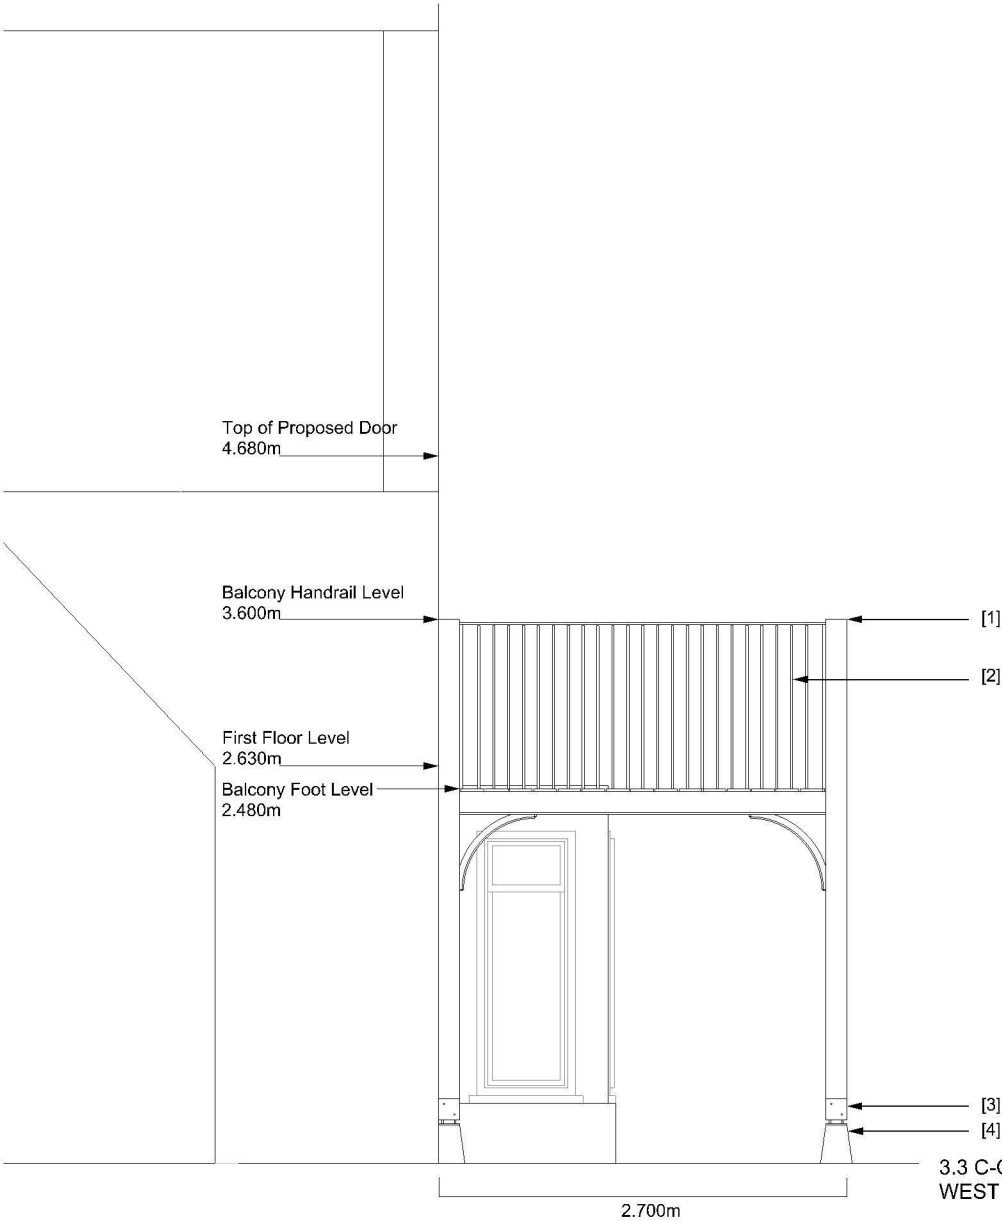 Top of Proposed Door
4.680m
Balcony Handrail Level
3.600m
[1]
[2]
First Floor Level
2.630m
Balcony Foot Level
2.480m
[3]
[4]
3.3 C-
WEST
2.700m